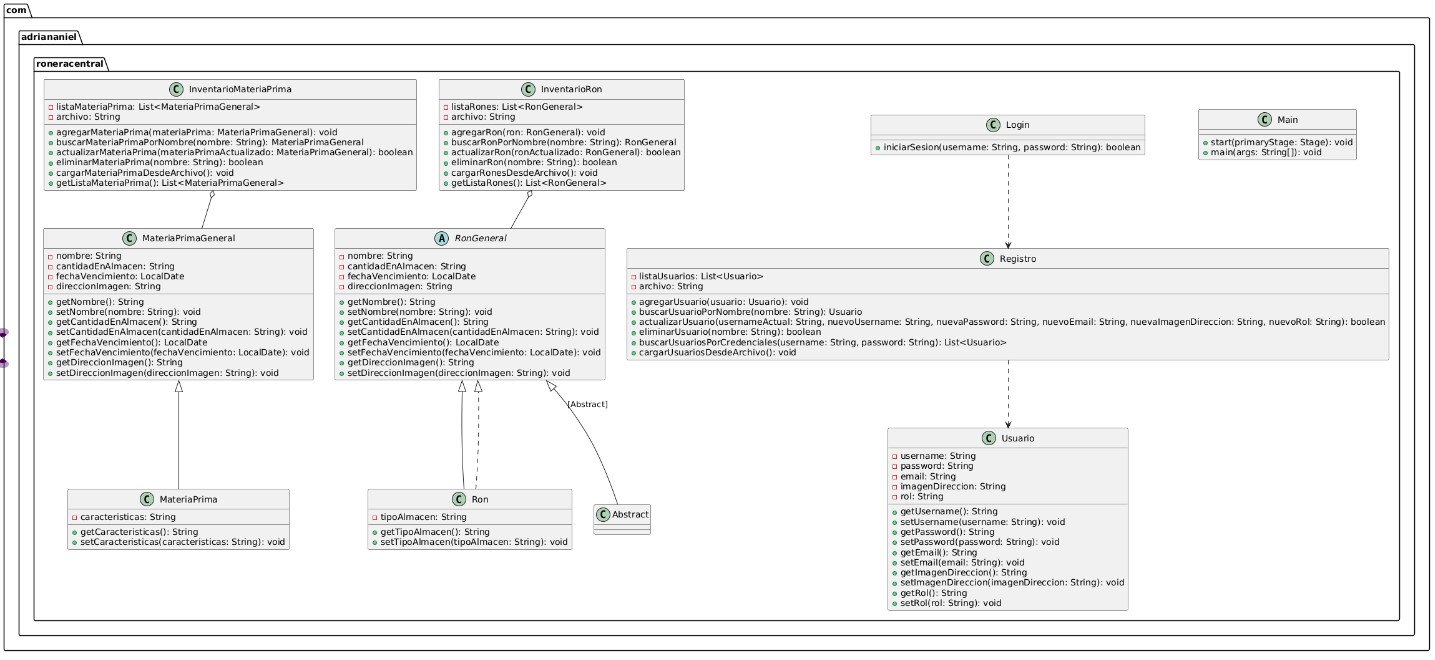 com
adriananiel
roneracentral
C InventarioMateriaPrima
listaMateriaPrima: List<MateriaPrimaGeneral>
archivo: String
agregarMateriaPrima(materiaPrima: MateriaPrimaGeneral): void
buscarMateriaPrimaPorNombre(nombre: String): MateriaPrimaGeneral
actualizarMateriaPrima(materiaPrimaActualizado: MateriaPrimaGeneral): boolean
eliminarMateriaPrima(nombre: String): boolean
cargarMateriaPrimaDesdeArchivo(): void
getListaMateriaPrima(): List<MateriaPrimaGeneral>
C InventarioRon
listaRones: List<RonGeneral>
archivo: String
agregarRon(ron: RonGeneral): void
buscarRonPorNombre(nombre: String): RonGeneral
actualizarRon(ronActualizado: RonGeneral): boolean
eliminarRon(nombre: String): boolean
cargarRonesDesdeArchivo(): void
getListaRones(): List<RonGeneral>
C Login
iniciarSesion(username: String, password: String): boolean
C Main
start(primaryStage: Stage): void
main(args: String[]): void
C MateriaPrimaGeneral
nombre: String
cantidadEnAlmacen: String
fechaVencimiento: LocalDate
direccionImagen: String
getNombre(): String
setNombre(nombre: String): void
getCantidadEnAlmacen(): String
setCantidadEnAlmacen(cantidadEnAlmacen: String): void
getFechaVencimiento(): LocalDate
setFechaVencimiento(fechaVencimiento: LocalDate): void
getDireccionImagen(): String
setDireccionImagen(direccionImagen: String): void
A RonGeneral
nombre: String
cantidadEnAlmacen: String
fechaVencimiento: LocalDate
direccionImagen: String
getNombre(): String
setNombre(nombre: String): void
getCantidadEnAlmacen(): String
setCantidadEnAlmacen(cantidadEnAlmacen: String): void
getFechaVencimiento(): LocalDate
setFechaVencimiento(fechaVencimiento: LocalDate): void
getDireccionImagen(): String
setDireccionImagen(direccionImagen: String): void
C Registro
listaUsuarios: List<Usuario>
archivo: String
agregarUsuario(usuario: Usuario): void
buscarUsuarioPorNombre(nombre: String): Usuario
actualizarUsuario(usernameActual: String, nuevoUsername: String, nuevaPassword: String, nuevoEmail: String, nuevaImagenDireccion: String, nuevoRol: String): boolean
eliminarUsuario(nombre: String): boolean
buscarUsuariosPorCredenciales(username: String, password: String): List<Usuario>
cargarUsuariosDesdeArchivo(): void
[Abstract]
C MateriaPrima
caracteristicas: String
getCaracteristicas(): String
setCaracteristicas(caracteristicas: String): void
C Ron
tipoAlmacen: String
getTipoAlmacen(): String
setTipoAlmacen(tipoAlmacen: String): void
C Abstract
C Usuario
username: String
password: String
email: String
imagenDireccion: String
rol: String
getUsername(): String
setUsername(username: String): void
getPassword(): String
setPassword(password: String): void
getEmail(): String
setEmail(email: String): void
getImagenDireccion(): String
setImagenDireccion(imagenDireccion: String): void
getRol(): String
setRol(rol: String): void